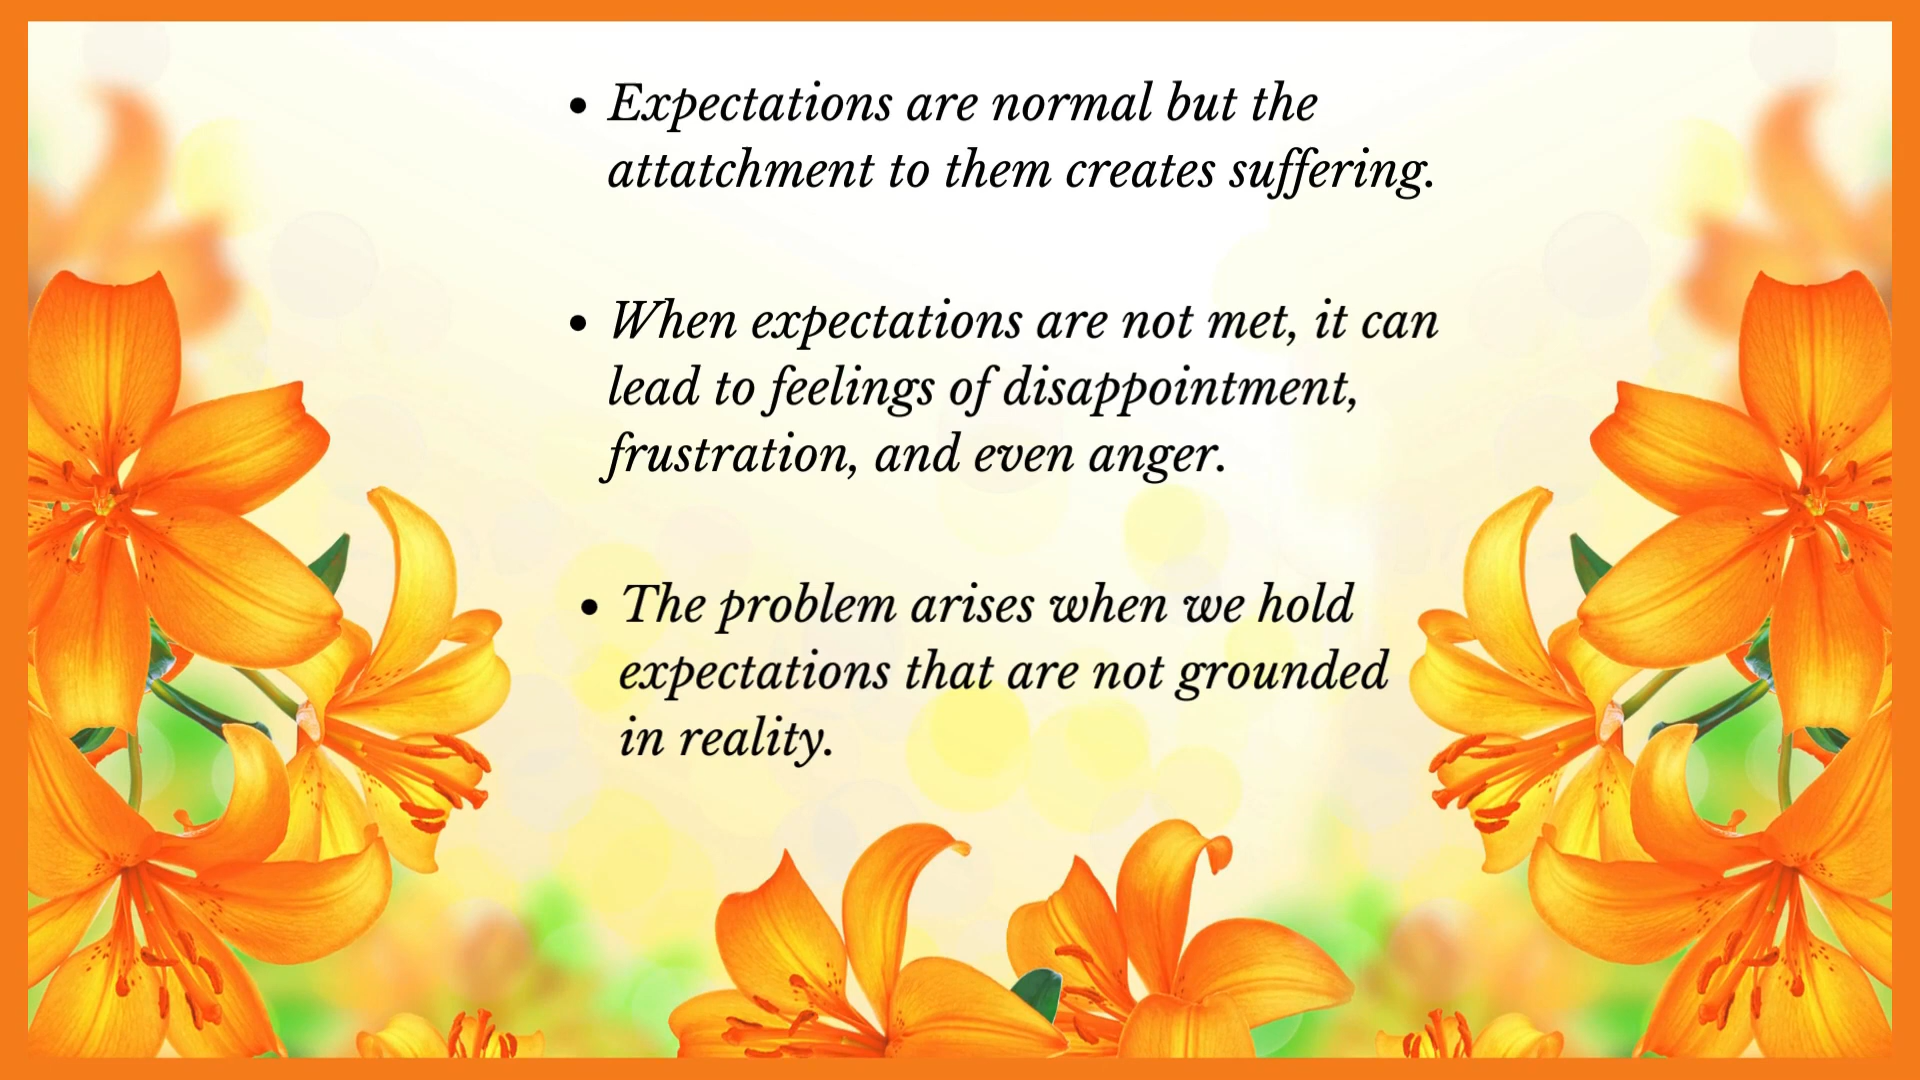 • Expectations are normal but the
attatchment to them creates suffering.
• When expectations are not met, it can
lead to feelings of disappointment,
frustration, and even anger.
• The problem arises when we hold
expectations that are not grounded
in reality.